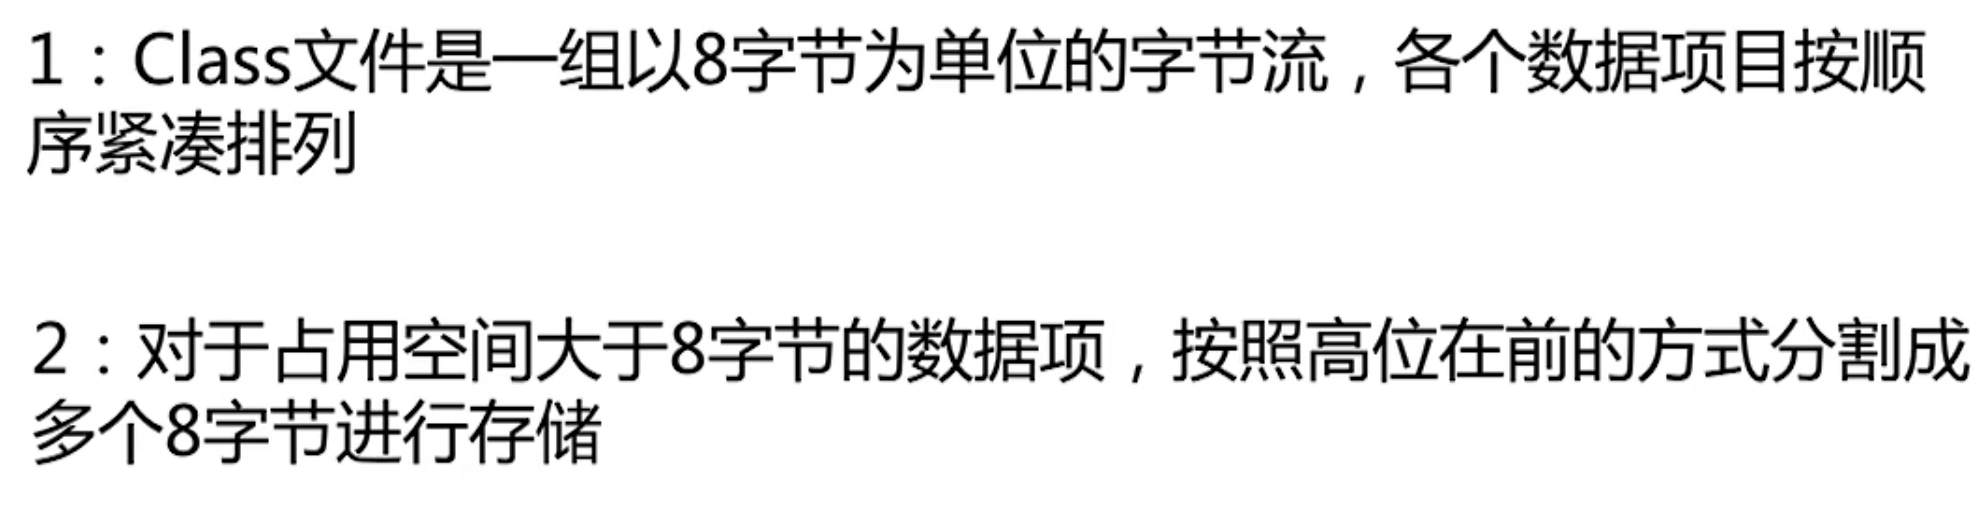 1：Class文件是一组以8字节为单位的字节流，各个数据项目按顺
序紧凑排列
2：对于占用空间大于8字节的数据项，按照高位在前的方式分割成
多个8字节进行存储